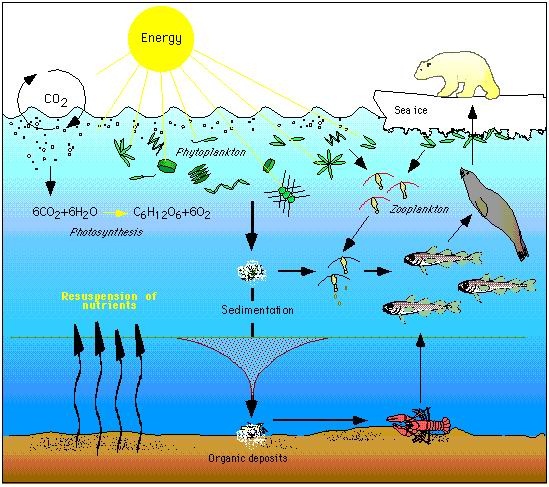 Energy
CO₂
Sea ice
Phytoplankton
6CO₂+6H₂O → C₆H₁₂O₆+6O₂
Photosynthesis
Zooplankton
Resuspension of
nutrients
Sedimentation
Organic deposits